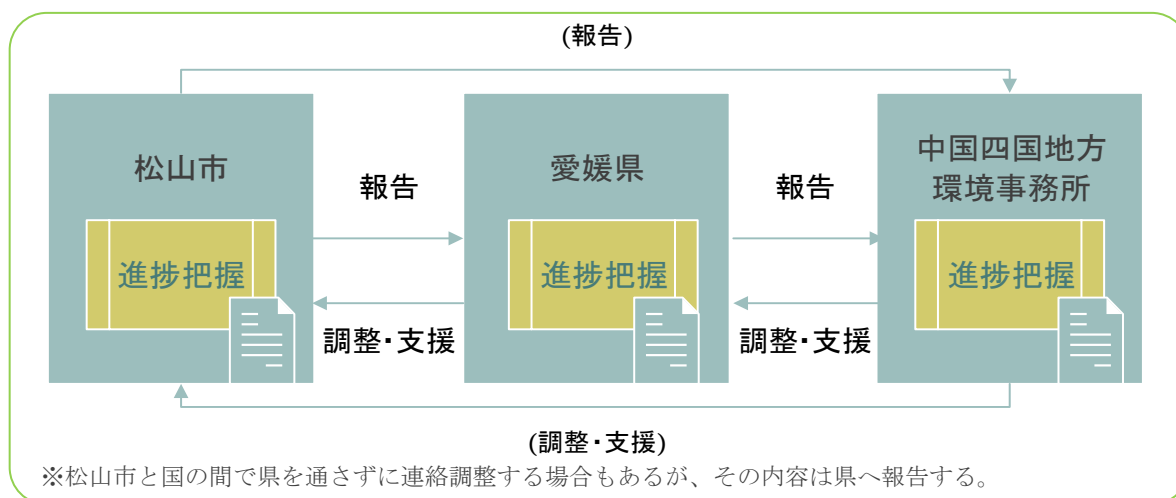 (報告)
松山市
愛媛県
中国四国地方
環境事務所
報告
報告
進捗把握
進捗把握
進捗把握
調整・支援
調整・支援
(調整・支援)
※松山市と国の間で県を通さずに連絡調整する場合もあるが、その内容は県へ報告する。